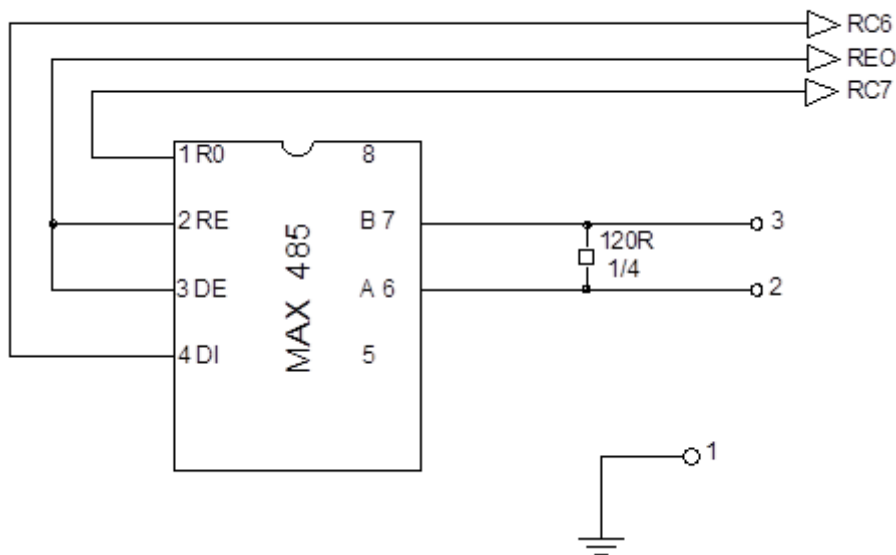 RC6
REO
RC7
1 R0 8
2 RE B 7 3
120R
1/4
3 DE A 6 2
MAX 485
4 DI 5
1